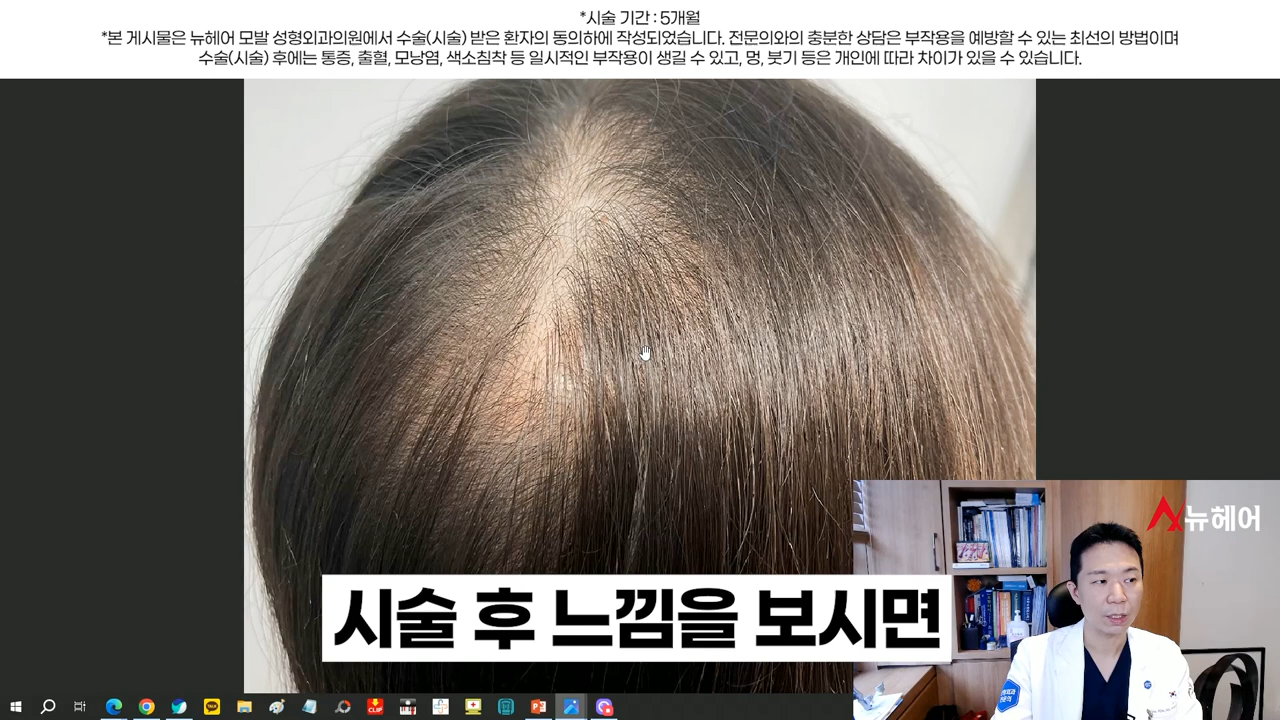 *시술 기간 : 5개월
*본 게시물은 뉴헤어 모발 성형외과의원에서 수술(시술) 받은 환자의 동의하에 작성되었습니다. 전문의와의 충분한 상담은 부작용을 예방할 수 있는 최선의 방법이며
수술(시술) 후에는 통증, 출혈, 모낭염, 색소침착 등 일시적인 부작용이 생길 수 있고, 멍, 붓기 등은 개인에 따라 차이가 있을 수 있습니다.
뉴헤어
시술 후 느낌을 보시면
TALK
CLIP